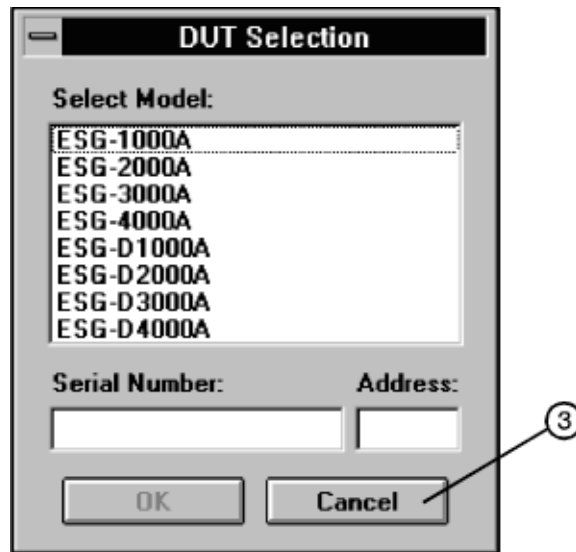 DUT Selection
Select Model:
ESG-1000A
ESG-2000A
ESG-3000A
ESG-4000A
ESG-D1000A
ESG-D2000A
ESG-D3000A
ESG-D4000A
Serial Number: Address:
3
OK Cancel